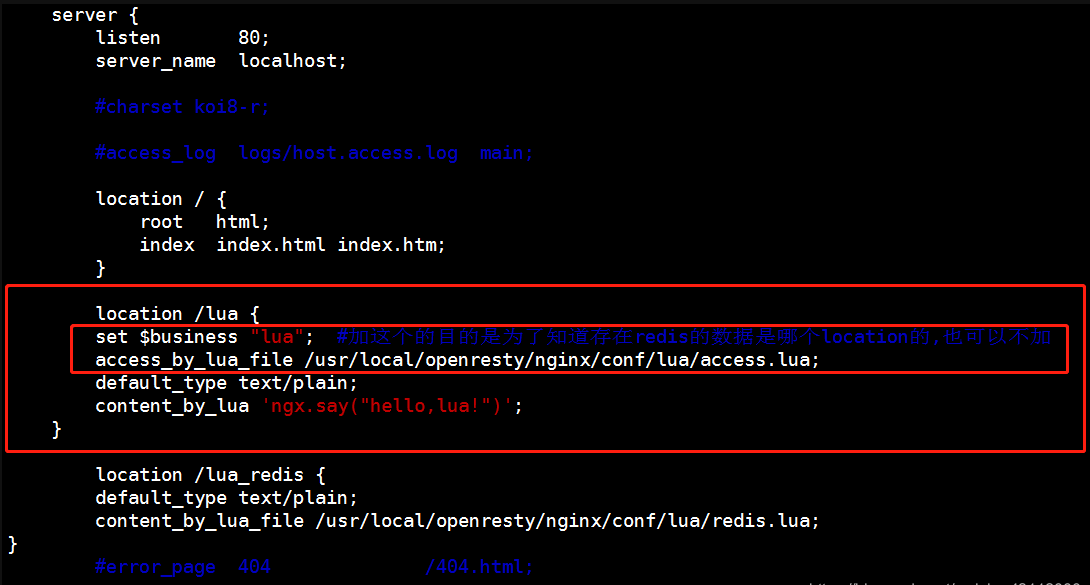 server {
listen 80;
server_name localhost;
#charset koi8-r;
#access_log logs/host.access.log main;
location / {
root html;
index index.html index.htm;
}
location /lua {
set $business "lua"; #加这个的目的是为了知道存在redis的数据是哪个location的,也可以不加
access_by_lua_file /usr/local/openresty/nginx/conf/lua/access.lua;
default_type text/plain;
content_by_lua 'ngx.say("hello,lua!")';
}
location /lua_redis {
default_type text/plain;
content_by_lua_file /usr/local/openresty/nginx/conf/lua/redis.lua;
}
#error_page 404 /404.html;